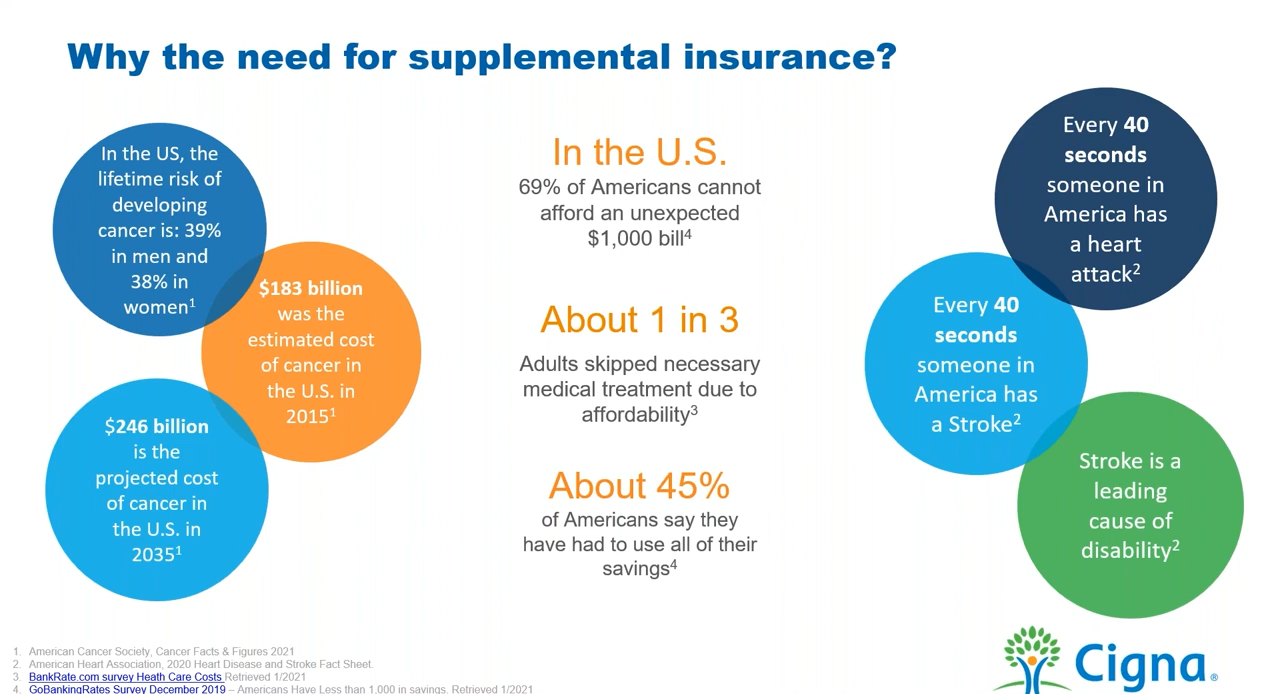 Why the need for supplemental insurance?
In the US, the
lifetime risk of
developing
cancer is: 39%
in men and
38% in
women¹
$183 billion
was the
estimated cost
of cancer in
the U.S. in
2015¹
$246 billion
is the
projected cost
of cancer in
the U.S. in
2035¹
In the U.S.
69% of Americans cannot
afford an unexpected
$1,000 bill⁴
About 1 in 3
Adults skipped necessary
medical treatment due to
affordability³
About 45%
of Americans say they
have had to use all of their
savings⁴
Every 40
seconds
someone in
America has
a heart
attack²
Every 40
seconds
someone in
America has
a Stroke²
Stroke is a
leading
cause of
disability²
1. American Cancer Society, Cancer Facts & Figures 2021
2. American Heart Association, 2020 Heart Disease and Stroke Fact Sheet.
3. BankRate.com survey Heath Care Costs Retrieved 1/2021
4. GoBankingRates Survey December 2019 – Americans Have Less than 1,000 in savings. Retrieved 1/2021
Cigna®